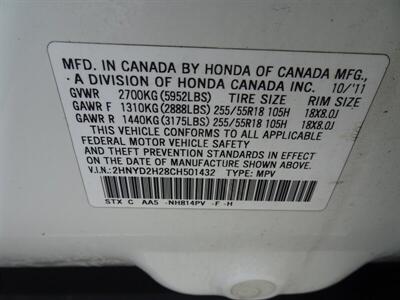 MFD. IN CANADA BY HONDA OF CANADA MFG.,
A DIVISION OF HONDA CANADA INC. 10/'11
GVWR 2700KG (5952LBS) TIRE SIZE RIM SIZE
GAWR F 1310KG (2888LBS) 255/55R18 105H 18X8.0J
GAWR R 1440KG (3175LBS) 255/55R18 105H 18X8.0J
THIS VEHICLE CONFORMS TO ALL APPLICABLE
FEDERAL MOTOR VEHICLE SAFETY
AND THEFT PREVENTION STANDARDS IN EFFECT
ON THE DATE OF MANUFACTURE SHOWN ABOVE.
V.I.N.: 2HNYD2H28CH501432 TYPE: MPV
STX C AA5 -NH814PV -F -H